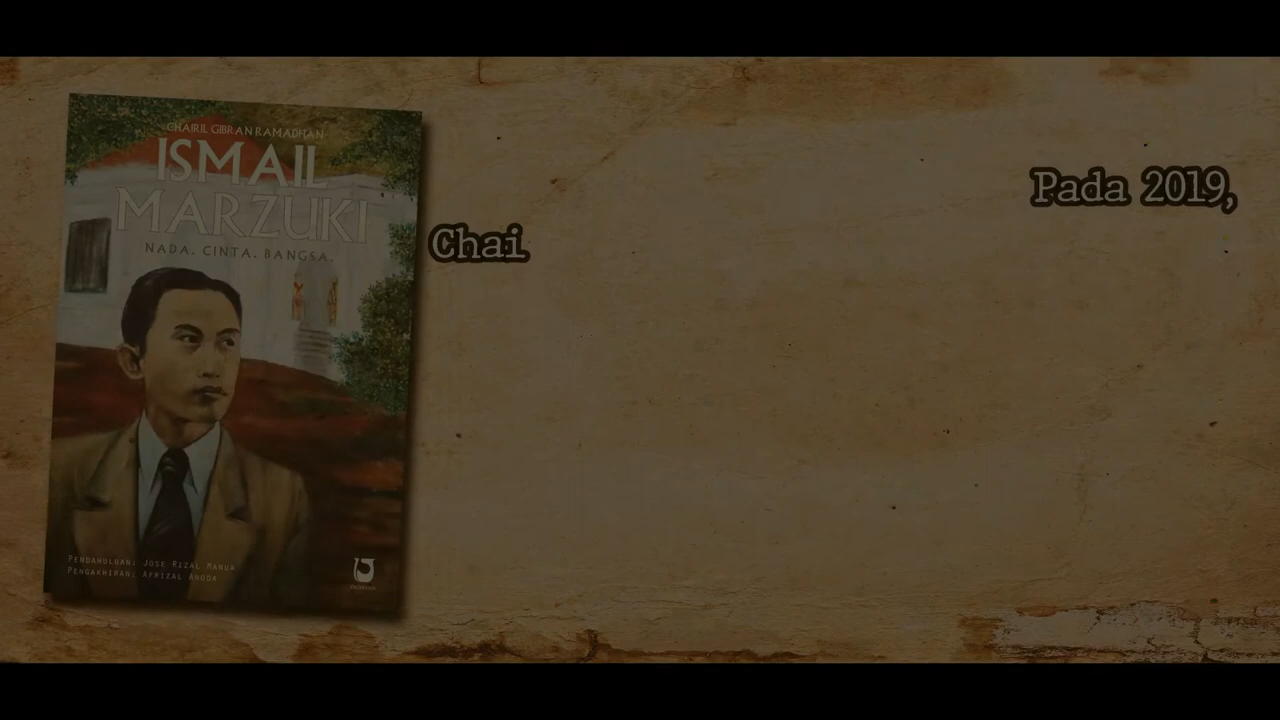 CHAIRIL GIBRAN RAMADHAN
ISMAIL
MARZUKI
NADA. CINTA. BANGSA.
PENDAHULUAN: JOSE RIZAL MANUA
PENGAKHIRAN: AFRIZAL ANODA
Pada 2019,
Chai